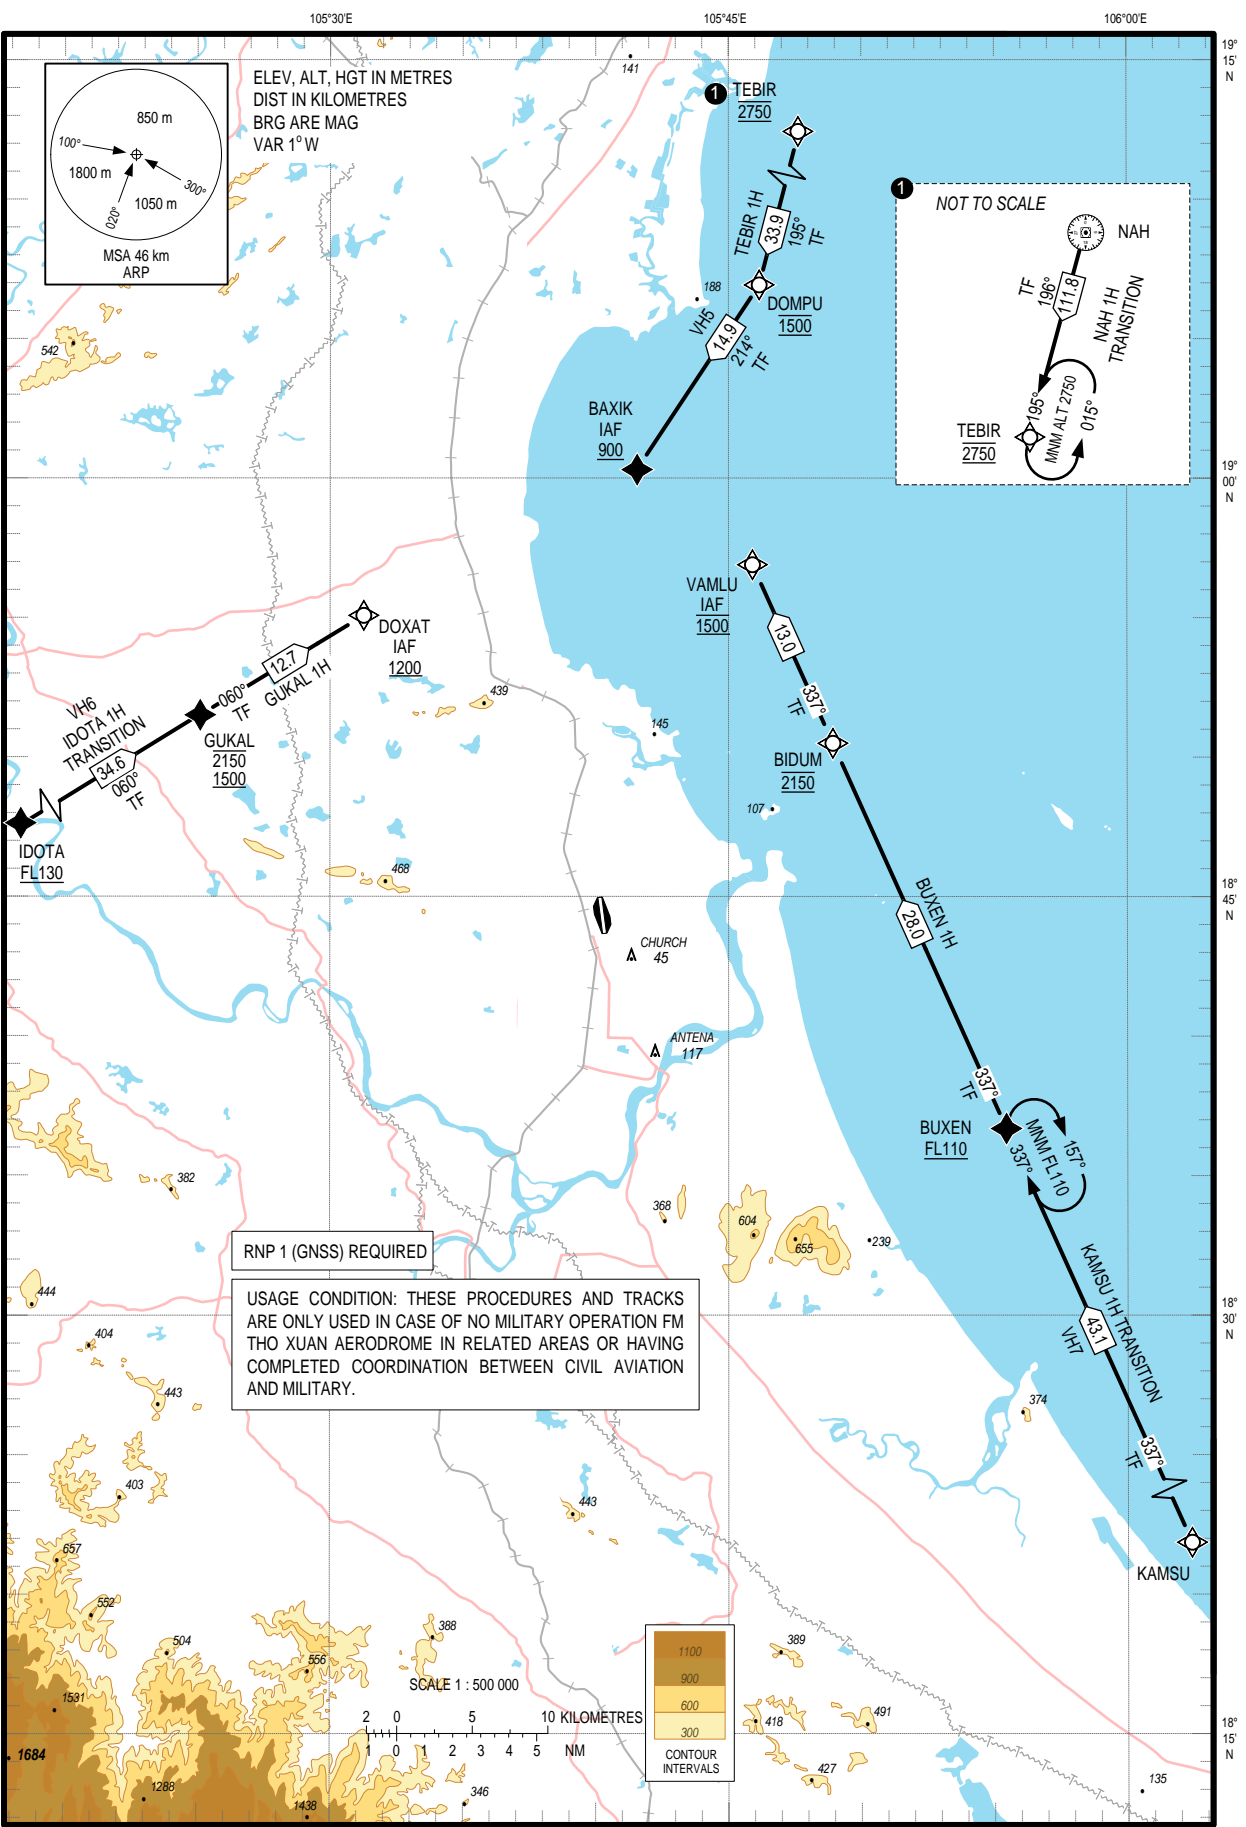 105°30'E
105°45'E
106°00'E
19°
15'
N
ELEV, ALT, HGT IN METRES
DIST IN KILOMETRES
BRG ARE MAG
VAR 1° W
850 m
100°
1800 m
300°
1050 m
020°
MSA 46 km
ARP
141
1 TEBIR
2750
TEBIR 1H
33.9
195°
TF
188
DOMPU
1500
VH5
14.9
214°
TF
BAXIK
IAF
900
1
NOT TO SCALE
NAH
TF
196°
111.8
NAH 1H
TRANSITION
195°
MNM ALT 2750
015°
TEBIR
2750
542
19°
00'
N
VAMLU
IAF
1500
13.0
337°
TF
BIDUM
2150
DOXAT
IAF
1200
12.7
GUKAL 1H
060°
TF
GUKAL
2150
1500
VH6
IDOTA 1H
TRANSITION
34.6
060°
TF
IDOTA
FL130
439
145
107
468
18°
45'
N
BUXEN 1H
28.0
337°
TF
CHURCH
45
ANTENA
117
BUXEN
FL110
337°
MNM FL110
157°
382
368
604
655
239
RNP 1 (GNSS) REQUIRED
USAGE CONDITION: THESE PROCEDURES AND TRACKS
ARE ONLY USED IN CASE OF NO MILITARY OPERATION FM
THO XUAN AERODROME IN RELATED AREAS OR HAVING
COMPLETED COORDINATION BETWEEN CIVIL AVIATION
AND MILITARY.
444
404
443
18°
30'
N
KAMSU 1H TRANSITION
43.1
VH7
337°
TF
374
KAMSU
403
443
657
552
504
556
388
389
1531
1684
1288
1438
346
418
491
427
135
SCALE 1 : 500 000
2 0 5 10 KILOMETRES
1 0 1 2 3 4 5 NM
1100
900
600
300
CONTOUR
INTERVALS
18°
15'
N